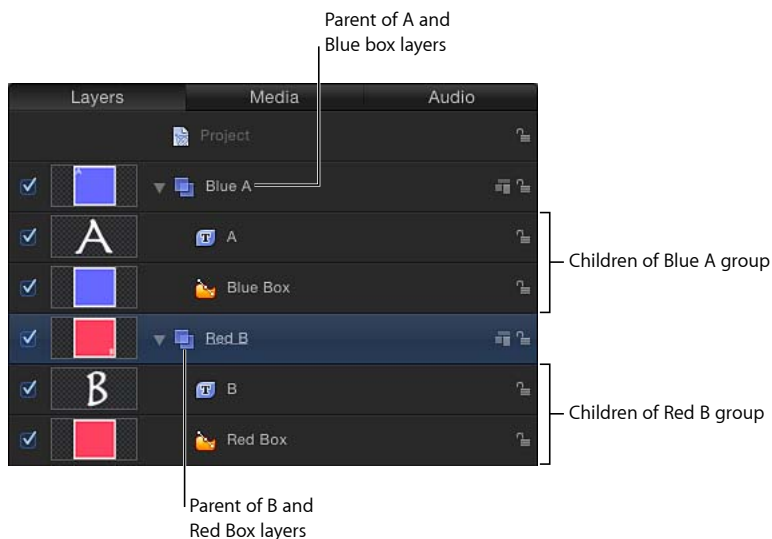 Parent of A and
Blue box layers
Layers Media Audio
Project
A
Blue A
A
T A
Children of Blue A group
Blue Box
B
Red B
B
T B
Children of Red B group
Red Box
Parent of B and
Red Box layers